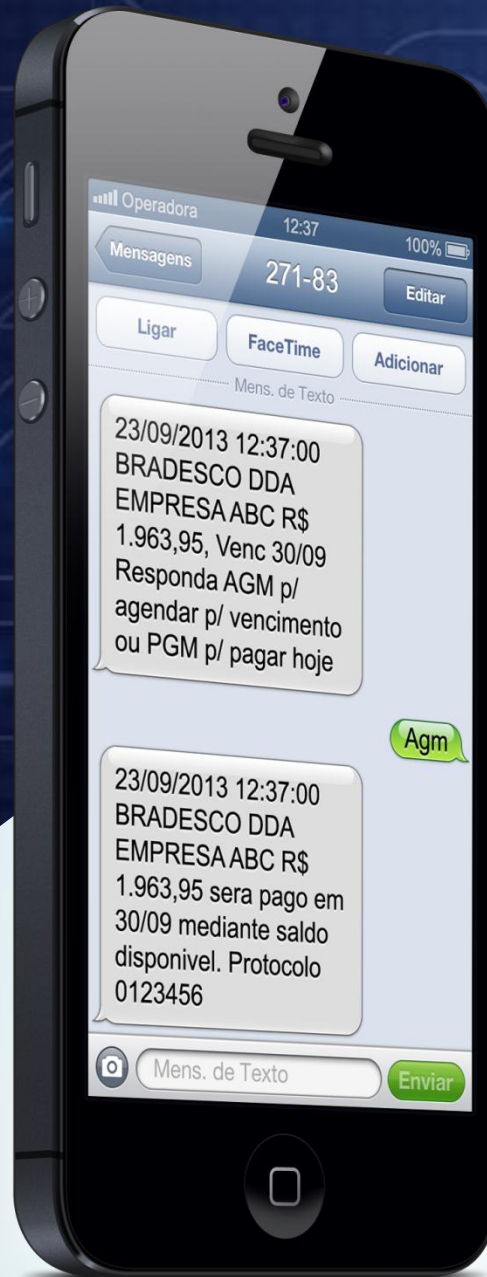 Operadora 12:37 100%
Mensagens 271-83 Editar
Ligar FaceTime Adicionar
Mens. de Texto
23/09/2013 12:37:00
BRADESCO DDA
EMPRESA ABC R$
1.963,95, Venc 30/09
Responda AGM p/
agendar p/ vencimento
ou PGM p/ pagar hoje
Agm
23/09/2013 12:37:00
BRADESCO DDA
EMPRESA ABC R$
1.963,95 sera pago em
30/09 mediante saldo
disponivel. Protocolo
0123456
Mens. de Texto Enviar